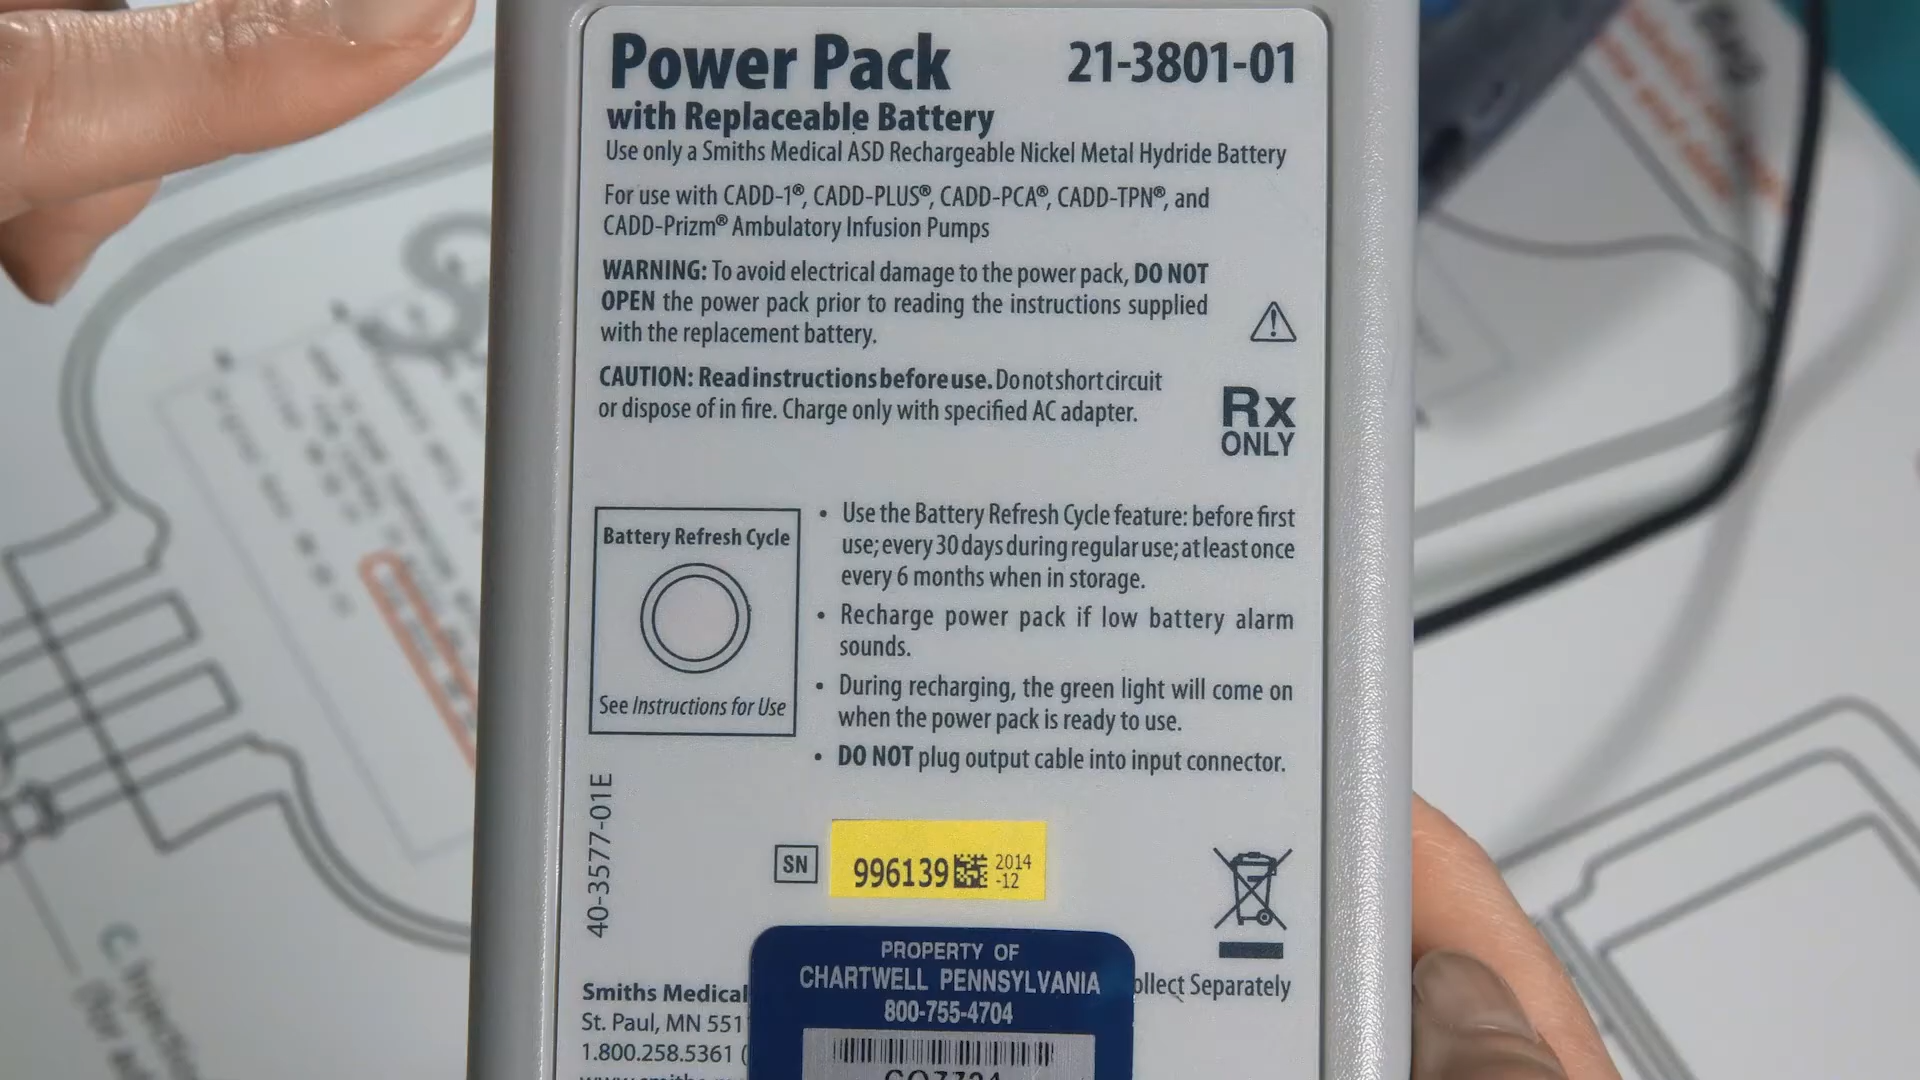 Power Pack 21-3801-01
with Replaceable Battery
Use only a Smiths Medical ASD Rechargeable Nickel Metal Hydride Battery
For use with CADD-1®, CADD-PLUS®, CADD-PCA®, CADD-TPN®, and
CADD-Prizm® Ambulatory Infusion Pumps
WARNING: To avoid electrical damage to the power pack, DO NOT
OPEN the power pack prior to reading the instructions supplied
with the replacement battery.
CAUTION: Read instructions before use. Do not short circuit
or dispose of in fire. Charge only with specified AC adapter.
Rx
ONLY
Battery Refresh Cycle
See Instructions for Use
• Use the Battery Refresh Cycle feature: before first
use; every 30 days during regular use; at least once
every 6 months when in storage.
• Recharge power pack if low battery alarm
sounds.
• During recharging, the green light will come on
when the power pack is ready to use.
• DO NOT plug output cable into input connector.
40-3577-01E
SN 996139 2014
-12
PROPERTY OF
CHARTWELL PENNSYLVANIA
800-755-4704
ollect Separately
Smiths Medical
St. Paul, MN 551
1.800.258.5361 (
C. Injection